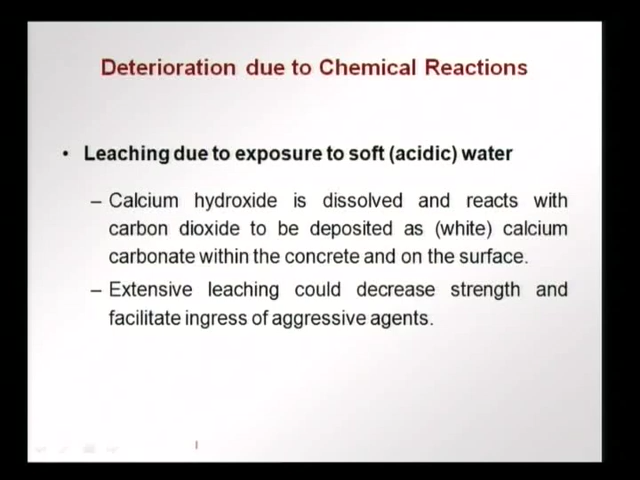 Deterioration due to Chemical Reactions
• Leaching due to exposure to soft (acidic) water
– Calcium hydroxide is dissolved and reacts with
carbon dioxide to be deposited as (white) calcium
carbonate within the concrete and on the surface.
– Extensive leaching could decrease strength and
facilitate ingress of aggressive agents.